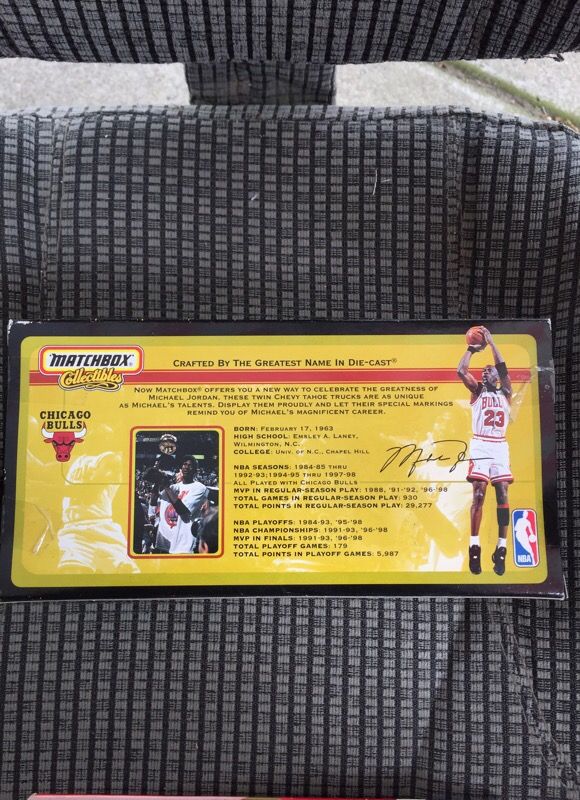 MATCHBOX®
Collectibles
CRAFTED BY THE GREATEST NAME IN DIE-CAST®
NOW MATCHBOX® OFFERS YOU A NEW WAY TO CELEBRATE THE GREATNESS OF
MICHAEL JORDAN. THESE TWIN CHEVY TAHOE TRUCKS ARE AS UNIQUE
AS MICHAEL'S TALENTS. DISPLAY THEM PROUDLY AND LET THEIR SPECIAL MARKINGS
REMIND YOU OF MICHAEL'S MAGNIFICENT CAREER.
CHICAGO
BULLS
BORN: FEBRUARY 17, 1963
HIGH SCHOOL: EMSLEY A. LANEY,
WILMINGTON, N.C.
COLLEGE: UNIV. OF N.C., CHAPEL HILL
NBA SEASONS: 1984-85 THRU
1992-93; 1994-95 THRU 1997-98
ALL PLAYED WITH CHICAGO BULLS
MVP IN REGULAR-SEASON PLAY: 1988, '91-'92, '96-'98
TOTAL GAMES IN REGULAR-SEASON PLAY: 930
TOTAL POINTS IN REGULAR-SEASON PLAY: 29,277
NBA PLAYOFFS: 1984-93, '95-'98
NBA CHAMPIONSHIPS: 1991-93, '96-'98
MVP IN FINALS: 1991-93, '96-'98
TOTAL PLAYOFF GAMES: 179
TOTAL POINTS IN PLAYOFF GAMES: 5,987
BULLS
23
NBA